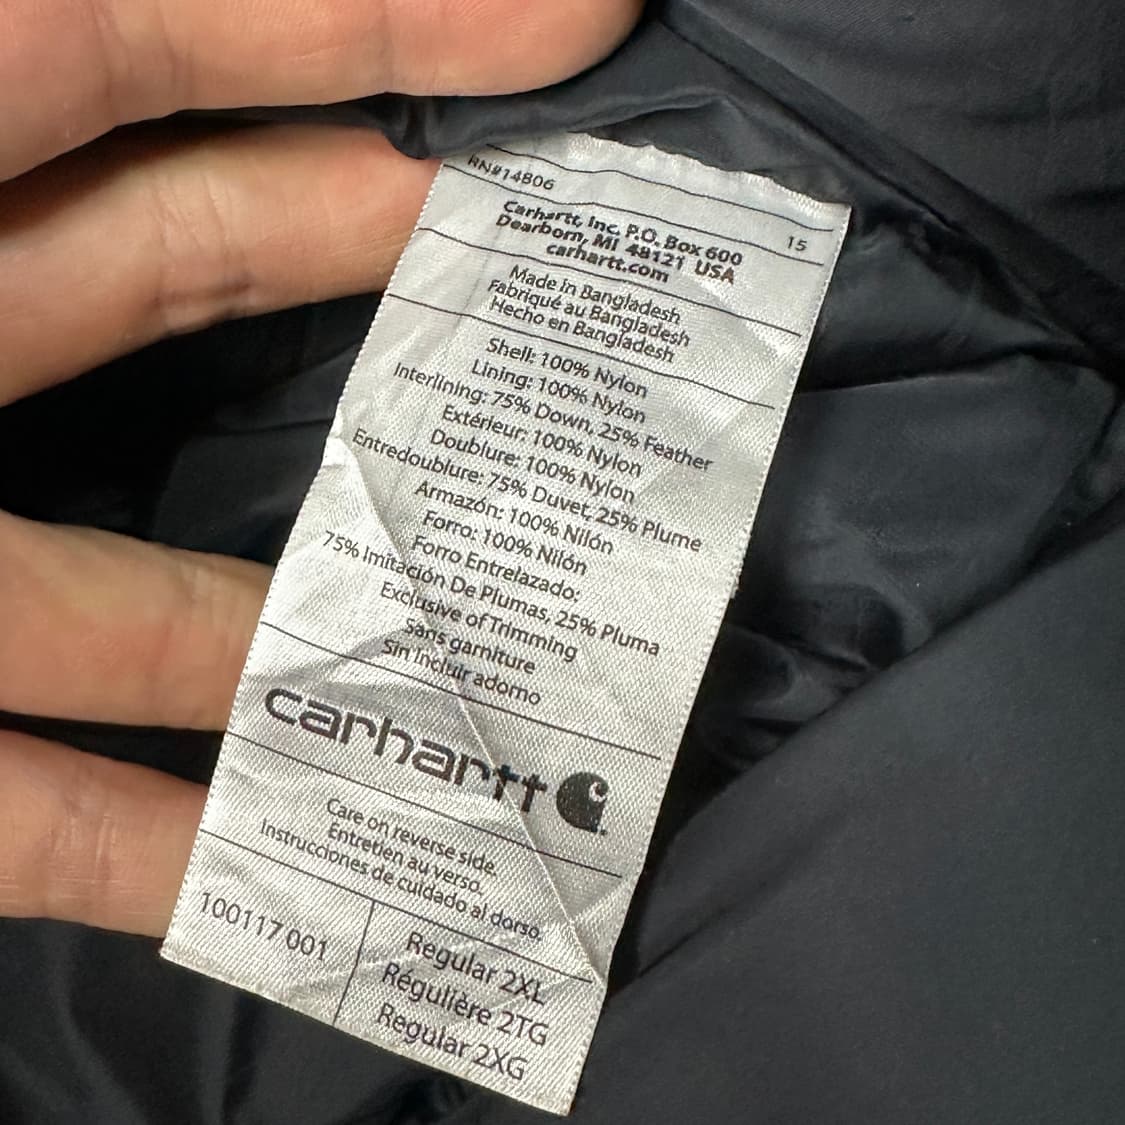 RN#14806
15
Carhartt, Inc. P.O. Box 600
Dearborn, MI 48121 USA
carhartt.com
Made in Bangladesh
Fabriqué au Bangladesh
Hecho en Bangladesh
Shell: 100% Nylon
Lining: 100% Nylon
Interlining: 75% Down, 25% Feather
Extérieur: 100% Nylon
Doublure: 100% Nylon
Entredoublure: 75% Duvet, 25% Plume
Armazón: 100% Nilón
Forro: 100% Nilón
Forro Entrelazado:
75% Imitación De Plumas, 25% Pluma
Exclusive of Trimming
Sans garniture
Sin Incluir adorno
carhartt
Care on reverse side.
Entretien au verso.
Instrucciones de cuidado al dorso.
100117 001
Regular 2XL
Régulière 2TG
Regular 2XG